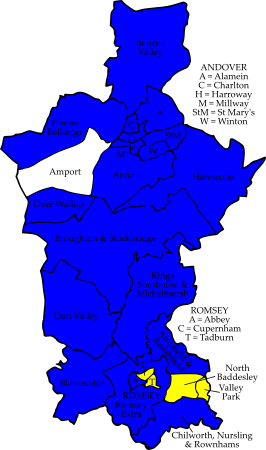 Bourne
Valley
ANDOVER
A = Alamein
C = Charlton
H = Harroway
M = Millway
StM = St Mary's
W = Winton
Penton
Bellinger
C
A
H
StM
M
W
Amport
Anna
Harewood
Over Wallop
Broughton & Stockbridge
Kings
Somborne &
Michelmersh
Dun Valley
ROMSEY
A = Abbey
C = Cupernham
T = Tadburn
Blackwater
ROMSEY
Romsey
Extra
North
Baddesley
Valley
Park
Chilworth, Nursling
& Rownhams